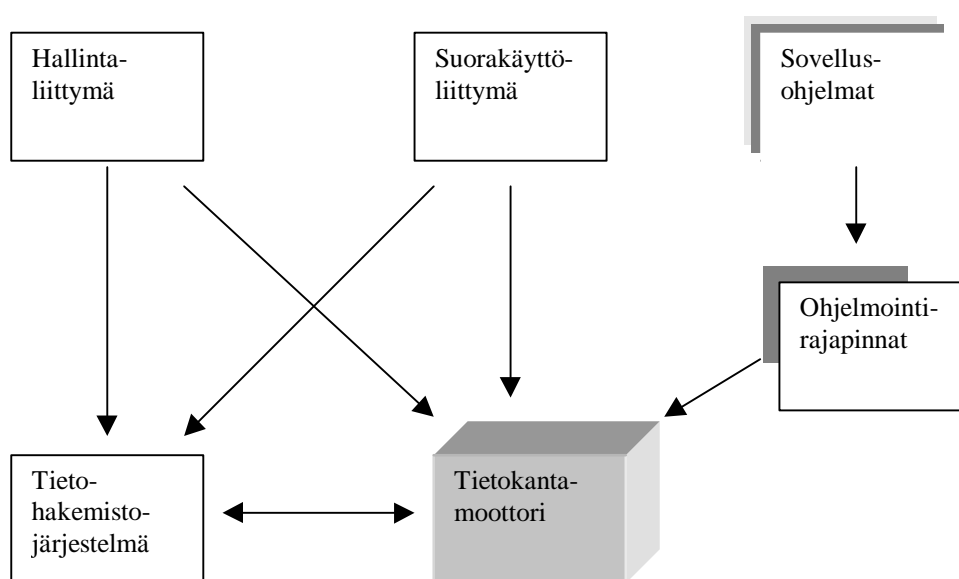 Hallinta-
liittymä
Suorakäyttö-
liittymä
Sovellus-
ohjelmat
Ohjelmointi-
rajapinnat
Tieto-
hakemisto-
järjestelmä
Tietokanta-
moottori